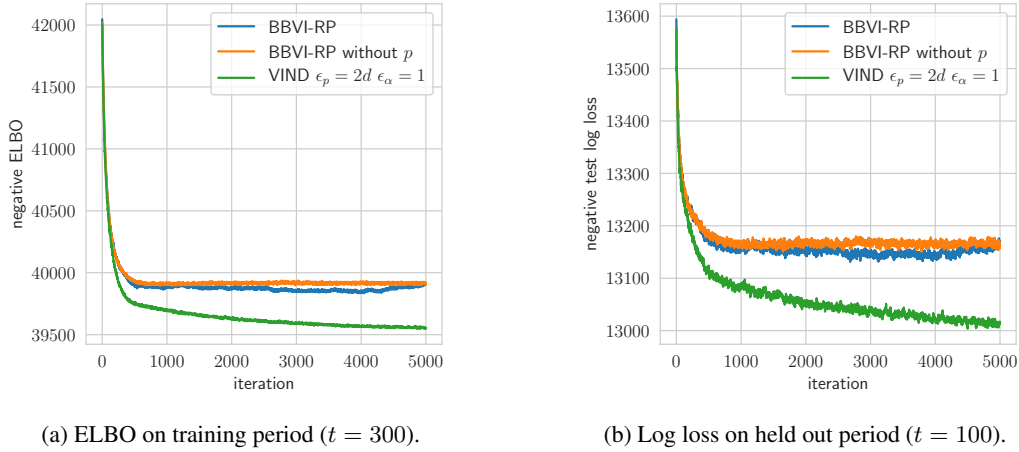 42000
41500
41000
40500
40000
39500
negative ELBO
0 1000 2000 3000 4000 5000
iteration
BBVI-RP
BBVI-RP without p
VIND ϵp = 2d ϵα = 1
(a) ELBO on training period (t = 300).
13600
13500
13400
13300
13200
13100
13000
negative test log loss
0 1000 2000 3000 4000 5000
iteration
BBVI-RP
BBVI-RP without p
VIND ϵp = 2d ϵα = 1
(b) Log loss on held out period (t = 100).